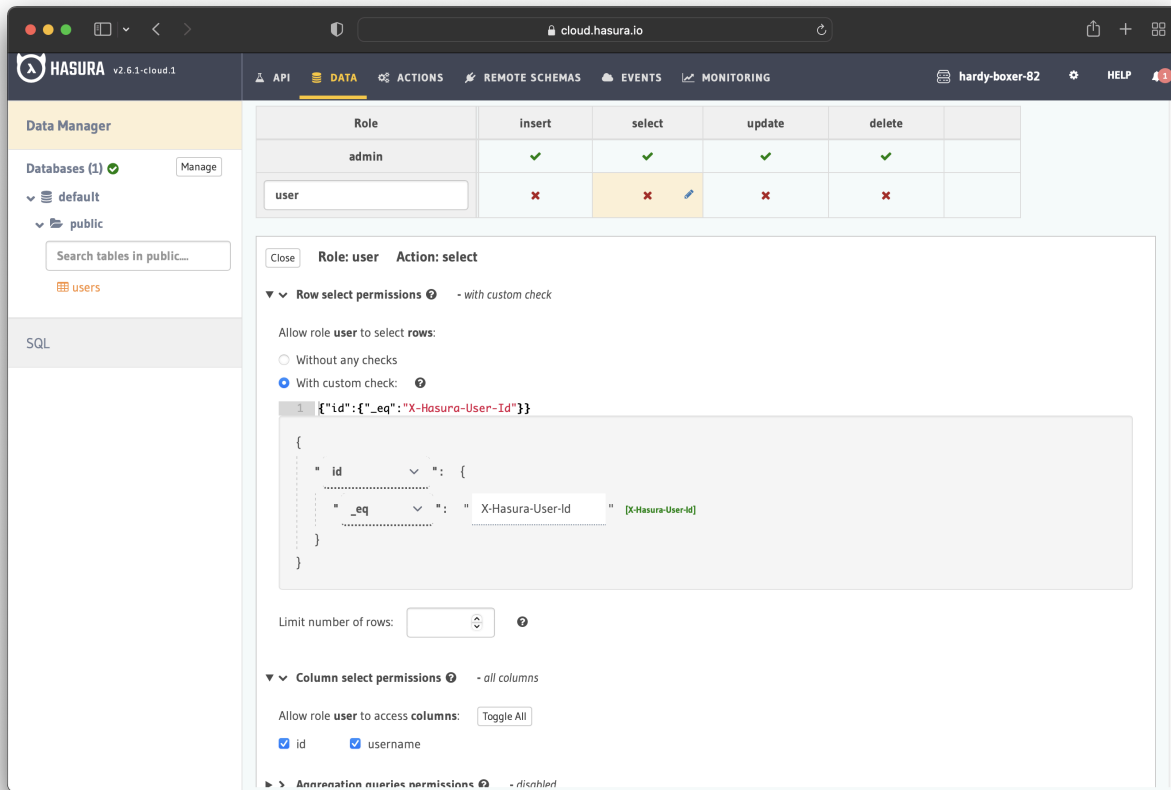 cloud.hasura.io
HASURA v2.6.1-cloud.1
API DATA ACTIONS REMOTE SCHEMAS EVENTS MONITORING hardy-boxer-82 HELP 1
Data Manager
Databases (1) Manage
default
public
Search tables in public....
users
SQL
Role insert select update delete
admin
user
Close Role: user Action: select
Row select permissions - with custom check
Allow role user to select rows:
Without any checks
With custom check:
1 {"id":{"_eq":"X-Hasura-User-Id"}}
{
" id ": {
" _eq ": " X-Hasura-User-Id " [X-Hasura-User-Id]
}
}
Limit number of rows:
Column select permissions - all columns
Allow role user to access columns: Toggle All
id username
Aggregation queries permissions - disabled